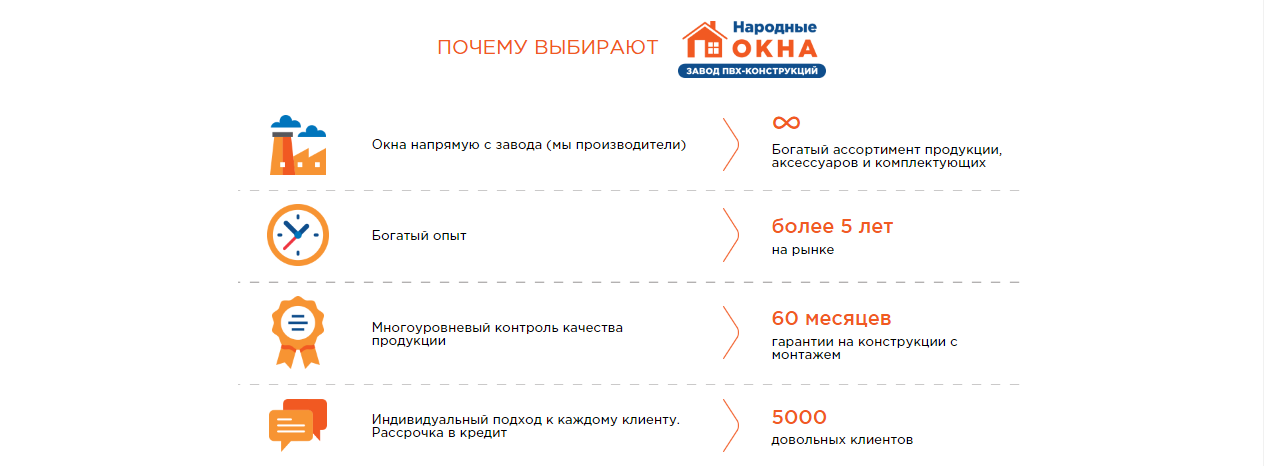 ПОЧЕМУ ВЫБИРАЮТ
Народные
ОКНА
ЗАВОД ПВХ-КОНСТРУКЦИЙ
Окна напрямую с завода (мы производители)
∞
Богатый ассортимент продукции,
аксессуаров и комплектующих
Богатый опыт
более 5 лет
на рынке
Многоуровневый контроль качества
продукции
60 месяцев
гарантии на конструкции с
монтажем
Индивидуальный подход к каждому клиенту.
Рассрочка в кредит
5000
довольных клиентов